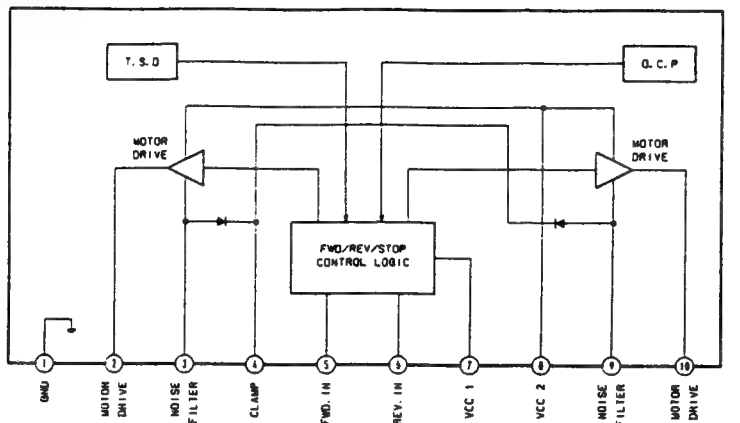 T.S.D
O.C.P
MOTOR
DRIVE
MOTOR
DRIVE
FWD/REV/STOP
CONTROL LOGIC
1
2
3
4
5
6
7
8
9
10
GND
MOTOR
DRIVE
NOISE
FILTER
CLAMP
FWD.IN
REV.IN
VCC 1
VCC 2
NOISE
FILTER
MOTOR
DRIVE